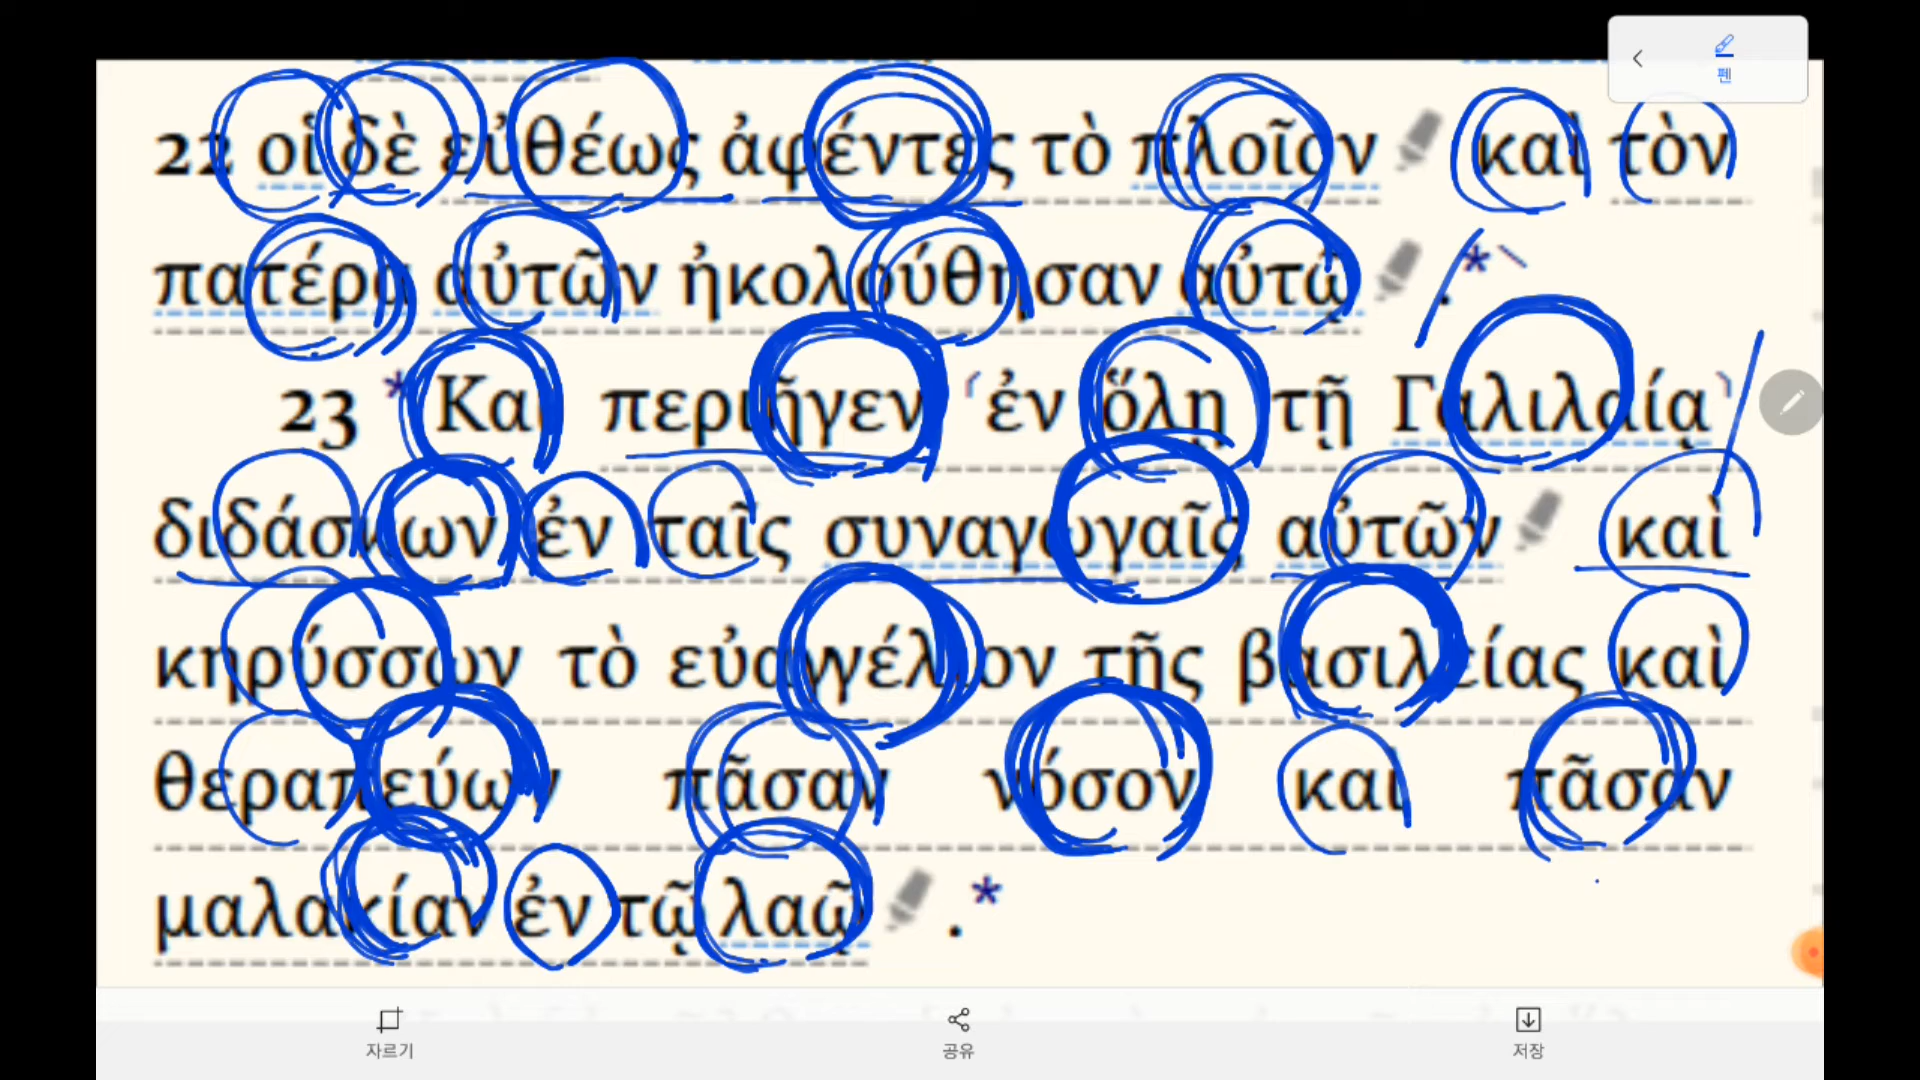 펜
22 οἱ δὲ εὐθέως ἀφέντες τὸ πλοῖον καὶ τὸν
πατέρα αὐτῶν ἠκολούθησαν αὐτῷ .*⸌
23 *Καὶ περιῆγεν ⸂ἐν ὅλῃ τῇ Γαλιλαίᾳ⸃
διδάσκων ἐν ταῖς συναγωγαῖς αὐτῶν καὶ
κηρύσσων τὸ εὐαγγέλιον τῆς βασιλείας καὶ
θεραπεύων πᾶσαν νόσον καὶ πᾶσαν
μαλακίαν ἐν τῷ λαῷ .*
자르기 공유 저장